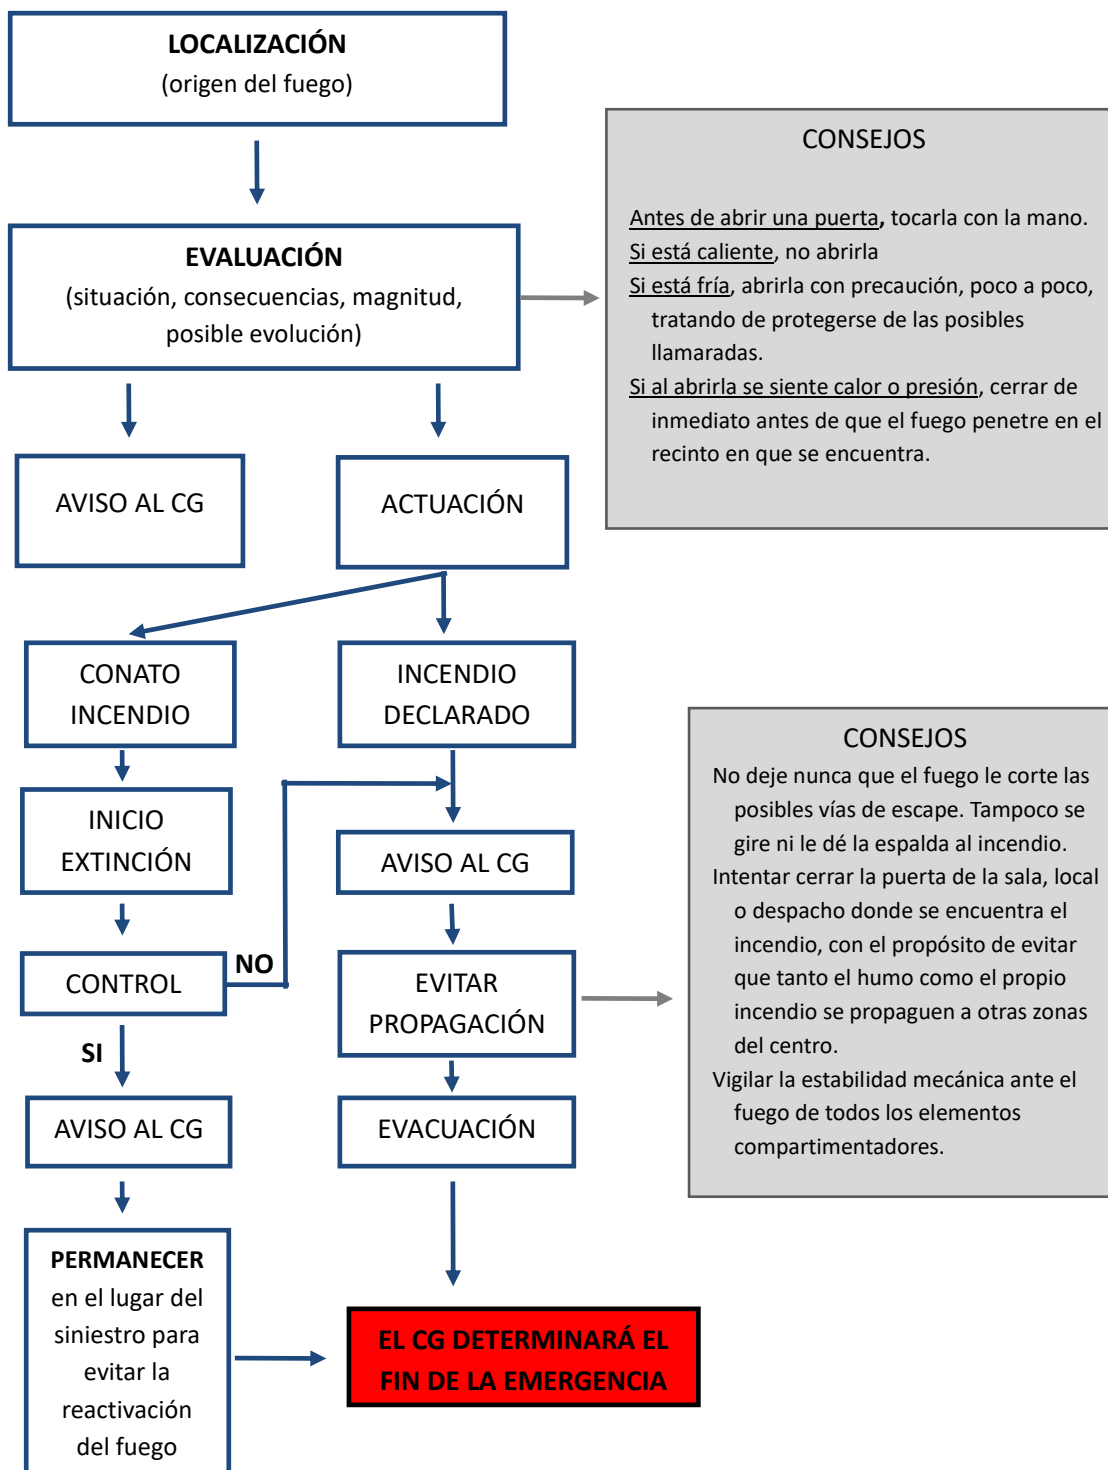 LOCALIZACIÓN
(origen del fuego)
CONSEJOS
Antes de abrir una puerta, tocarla con la mano.
Si está caliente, no abrirla
Si está fría, abrirla con precaución, poco a poco,
tratando de protegerse de las posibles
llamaradas.
Si al abrirla se siente calor o presión, cerrar de
inmediato antes de que el fuego penetre en el
recinto en que se encuentra.
EVALUACIÓN
(situación, consecuencias, magnitud,
posible evolución)
AVISO AL CG
ACTUACIÓN
CONATO
INCENDIO
INCENDIO
DECLARADO
INICIO
EXTINCIÓN
AVISO AL CG
CONTROL
NO
EVITAR
PROPAGACIÓN
CONSEJOS
No deje nunca que el fuego le corte las
posibles vías de escape. Tampoco se
gire ni le dé la espalda al incendio.
Intentar cerrar la puerta de la sala, local
o despacho donde se encuentra el
incendio, con el propósito de evitar
que tanto el humo como el propio
incendio se propaguen a otras zonas
del centro.
Vigilar la estabilidad mecánica ante el
fuego de todos los elementos
compartimentadores.
SI
AVISO AL CG
EVACUACIÓN
PERMANECER
en el lugar del
siniestro para
evitar la
reactivación
del fuego
EL CG DETERMINARÁ EL
FIN DE LA EMERGENCIA